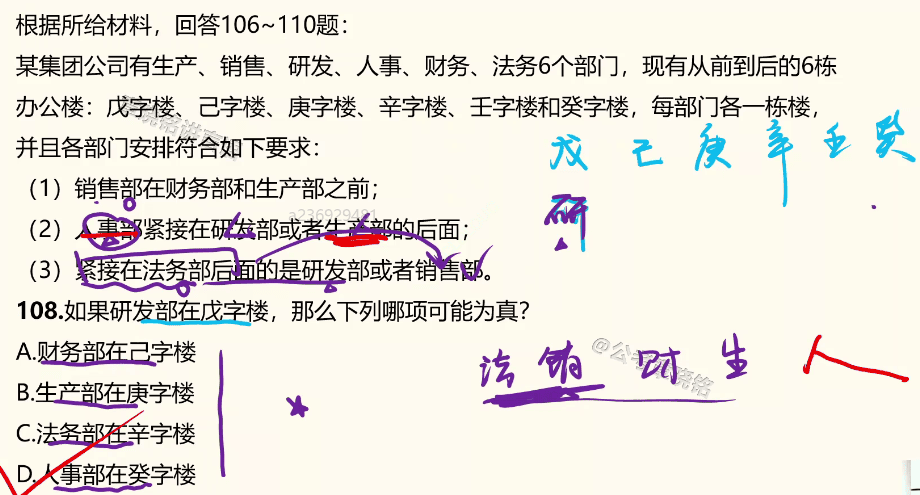 根据所给材料，回答106~110题：
某集团公司有生产、销售、研发、人事、财务、法务6个部门，现有从前到后的6栋
办公楼：戊字楼、己字楼、庚字楼、辛字楼、壬字楼和癸字楼，每部门各一栋楼，
并且各部门安排符合如下要求：
戊 己 庚 辛 壬 癸
（1）销售部在财务部和生产部之前；
a236929481
（2）人事部紧接在研发部或者生产部的后面；
研
（3）紧接在法务部后面的是研发部或者销售部。
108.如果研发部在戊字楼，那么下列哪项可能为真？
A.财务部在己字楼
法 销 财 生 人
B.生产部在庚字楼
C.法务部在辛字楼
D.人事部在癸字楼